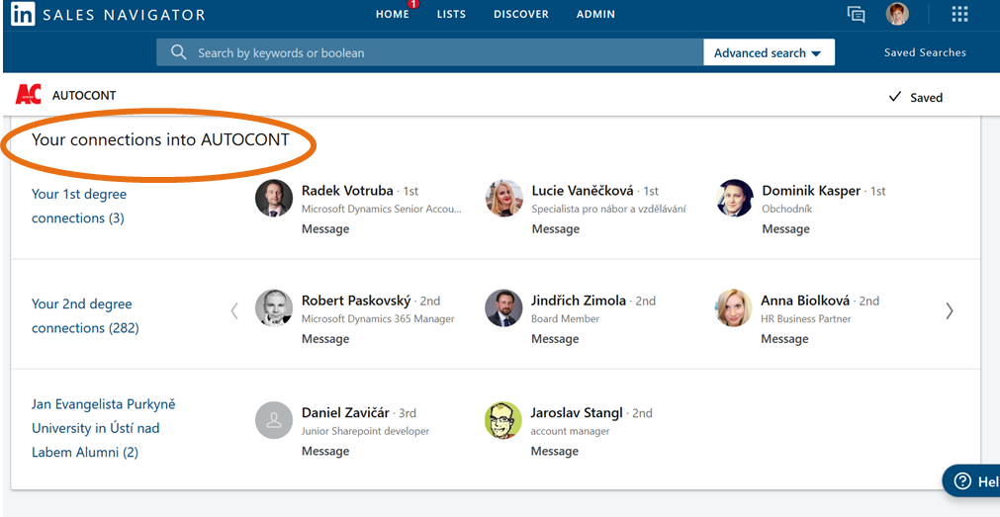 in SALES NAVIGATOR
HOME 1 LISTS DISCOVER ADMIN
Search by keywords or boolean
Advanced search
Saved Searches
AC AUTOCONT
Saved
Your connections into AUTOCONT
Your 1st degree
connections (3)
Radek Votruba · 1st
Microsoft Dynamics Senior Accou...
Message
Lucie Vaněčková · 1st
Specialista pro nábor a vzdělávání
Message
Dominik Kasper · 1st
Obchodník
Message
Your 2nd degree
connections (282)
Robert Paskovský · 2nd
Microsoft Dynamics 365 Manager
Message
Jindřich Zimola · 2nd
Board Member
Message
Anna Biolková · 2nd
HR Business Partner
Message
Jan Evangelista Purkyně
University in Ústí nad
Labem Alumni (2)
Daniel Zavičár · 3rd
Junior Sharepoint developer
Message
Jaroslav Stangl · 2nd
account manager
Message
? Hel